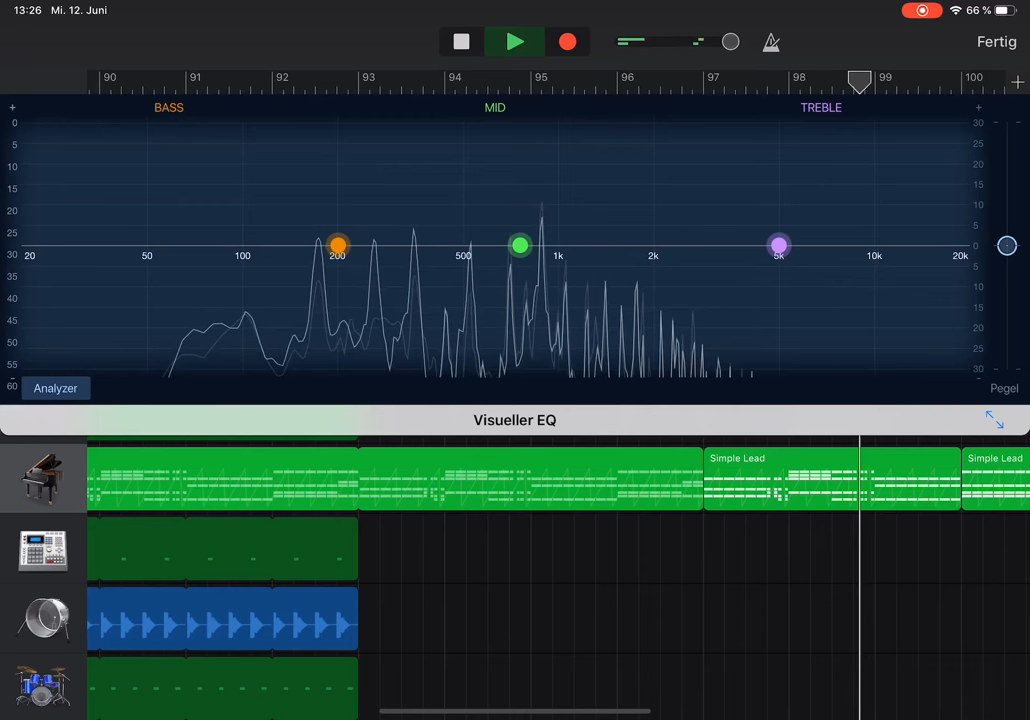 13:26 Mi. 12. Juni
66 %
Fertig
90 91 92 93 94 95 96 97 98 99 100
+
+ BASS MID TREBLE +
0 30
5 25
10 20
15 15
20 10
25 5
30 0
20 50 100 200 500 1k 2k 5k 10k 20k
35 5
40 10
45 15
50 20
55 25
60 30
- -
Analyzer Pegel
Visueller EQ
Simple Lead Simple Lead